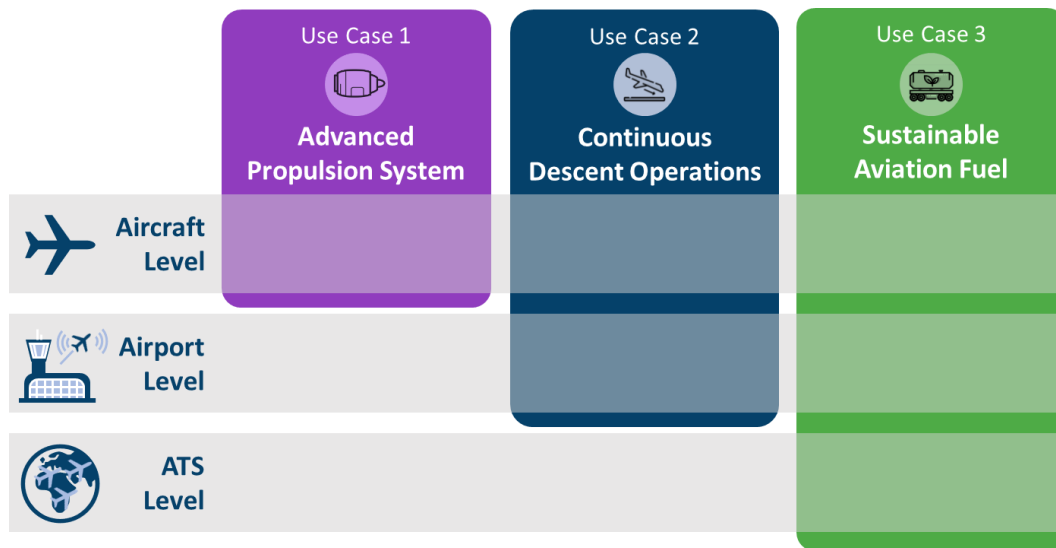 Use Case 1
Advanced
Propulsion System
Use Case 2
Continuous
Descent Operations
Use Case 3
Sustainable
Aviation Fuel
Aircraft
Level
Airport
Level
ATS
Level